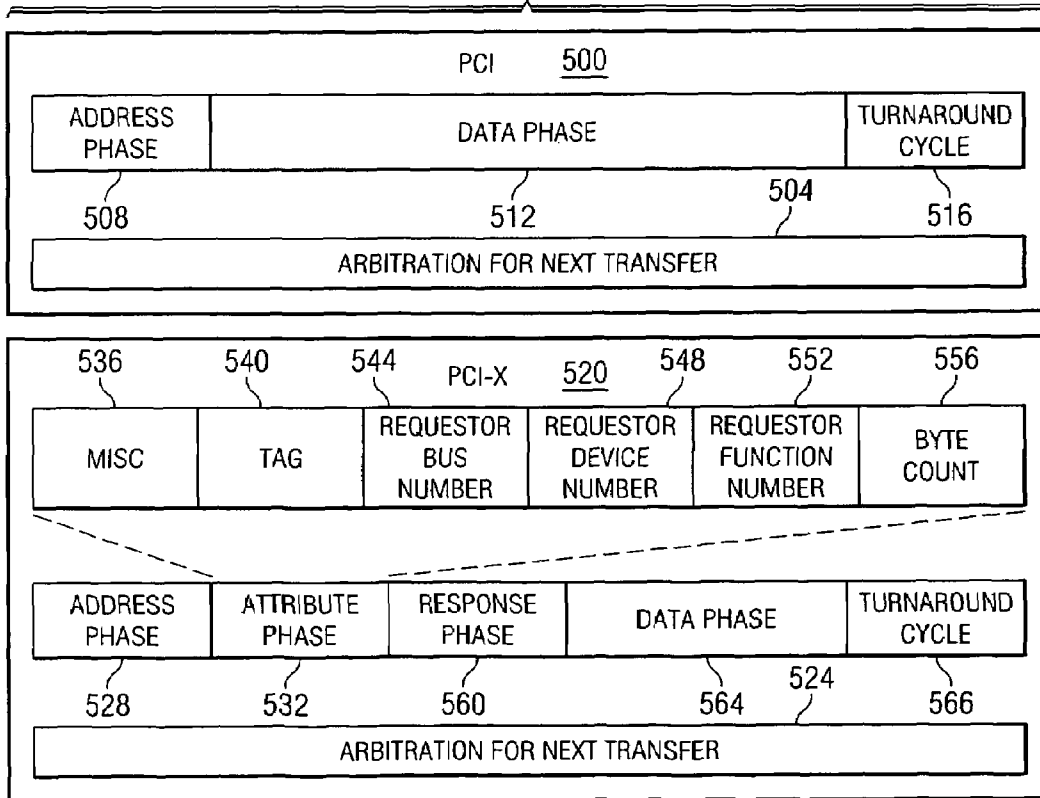 PCI 500
ADDRESS PHASE
DATA PHASE
TURNAROUND CYCLE
508
512
504
516
ARBITRATION FOR NEXT TRANSFER
536
540
544
PCI-X 520
548
552
556
MISC
TAG
REQUESTOR BUS NUMBER
REQUESTOR DEVICE NUMBER
REQUESTOR FUNCTION NUMBER
BYTE COUNT
ADDRESS PHASE
ATTRIBUTE PHASE
RESPONSE PHASE
DATA PHASE
TURNAROUND CYCLE
528
532
560
564
524
566
ARBITRATION FOR NEXT TRANSFER